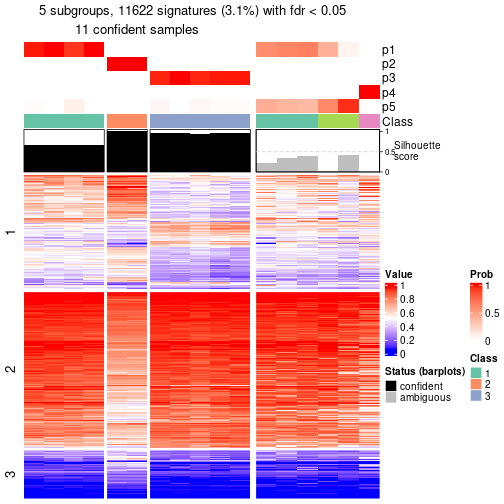 5 subgroups, 11622 signatures (3.1%) with fdr < 0.05
11 confident samples
p1
p2
p3
p4
p5
Class
1
0.5
0
Silhouette
score
1
2
3
Value
1
0.8
0.6
0.4
0.2
0
Prob
1
0.5
0
Status (barplots)
confident
ambiguous
Class
1
2
3